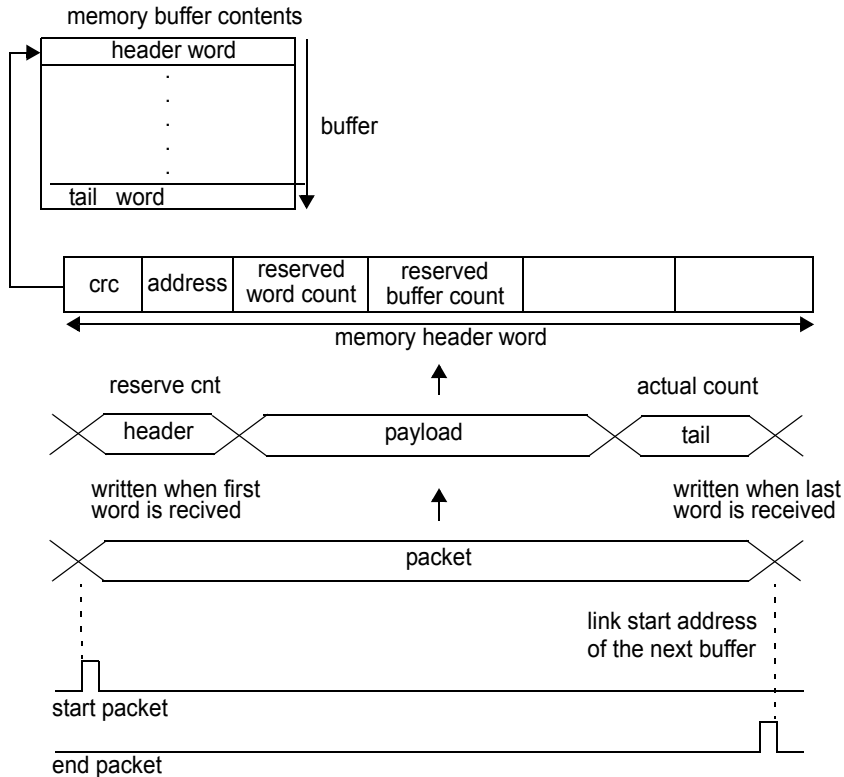 memory buffer contents
header word
buffer
tail word
crc
address
reserved
word count
reserved
buffer count
memory header word
reserve cnt
actual count
header
payload
tail
written when first
word is recived
written when last
word is received
packet
link start address
of the next buffer
start packet
end packet